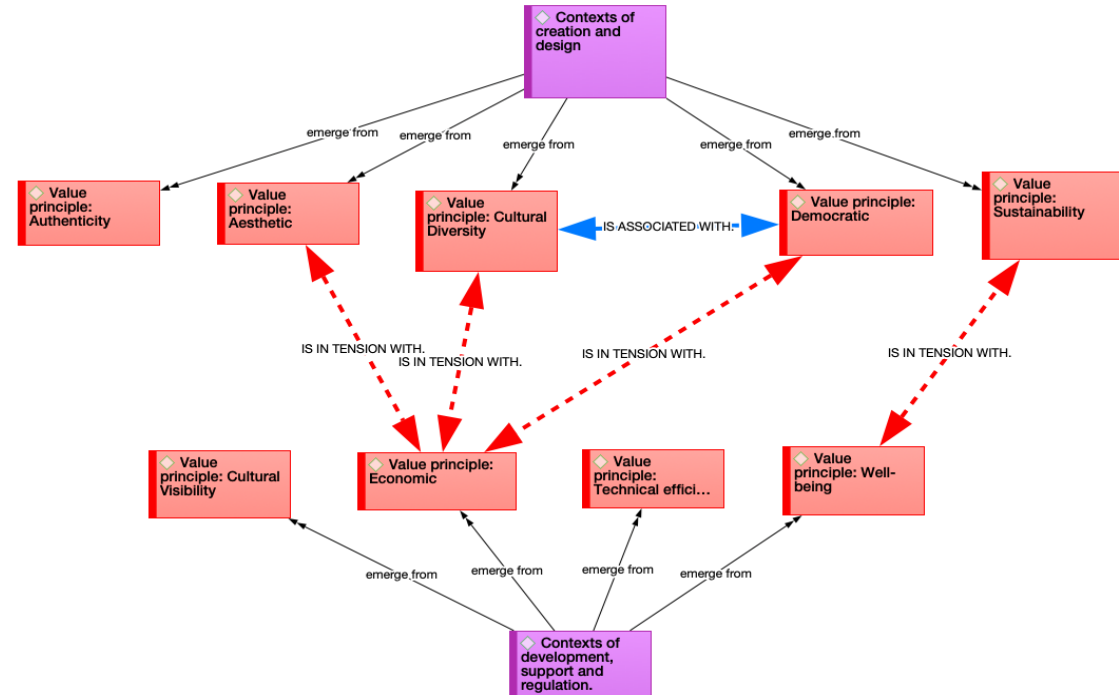 Contexts of
creation and
design
emerge from
emerge from
emerge from
emerge from
emerge from
Value
principle:
Authenticity
Value
principle:
Aesthetic
Value
principle: Cultural
Diversity
IS ASSOCIATED WITH.
Value principle:
Democratic
Value
principle:
Sustainability
IS IN TENSION WITH.
IS IN TENSION WITH.
IS IN TENSION WITH.
IS IN TENSION WITH.
Value
principle: Cultural
Visibility
Value principle:
Economic
Value
principle:
Technical effici...
Value
principle: Well-
being
emerge from
emerge from
emerge from
emerge from
Contexts of
development,
support and
regulation.